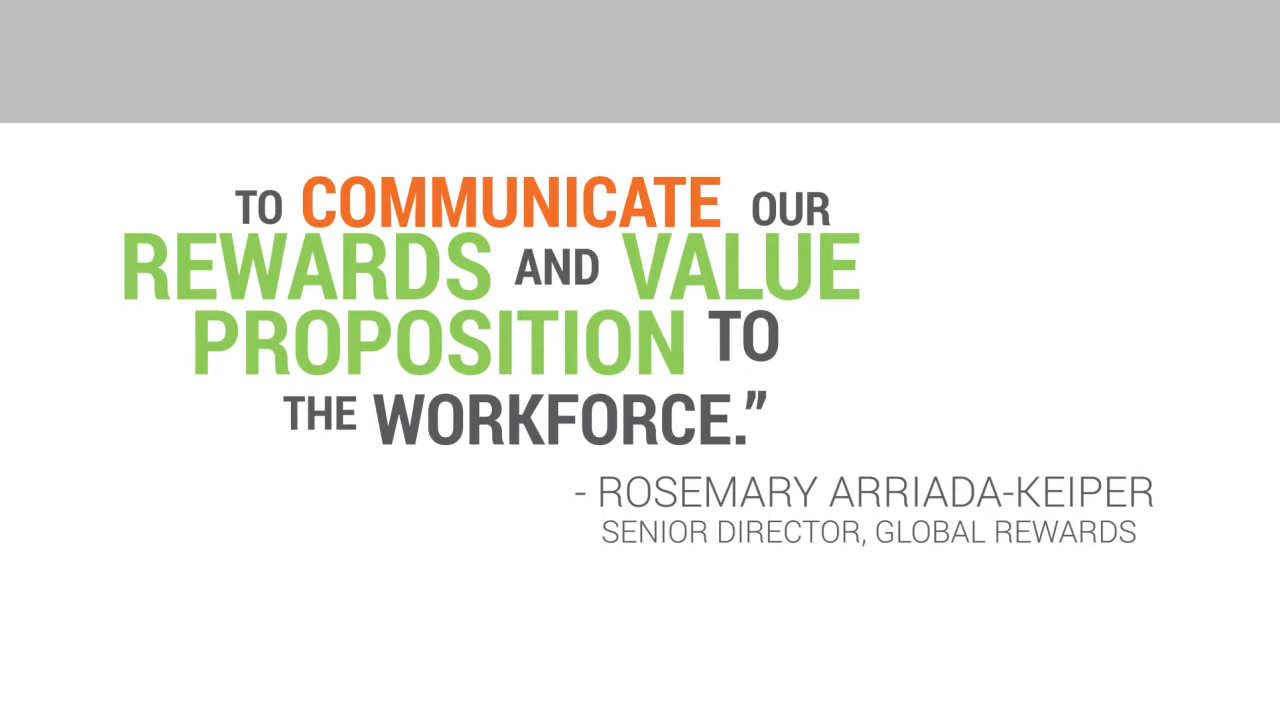 TO COMMUNICATE OUR
REWARDS AND VALUE
PROPOSITION TO
THE WORKFORCE.”
- ROSEMARY ARRIADA-KEIPER
SENIOR DIRECTOR, GLOBAL REWARDS